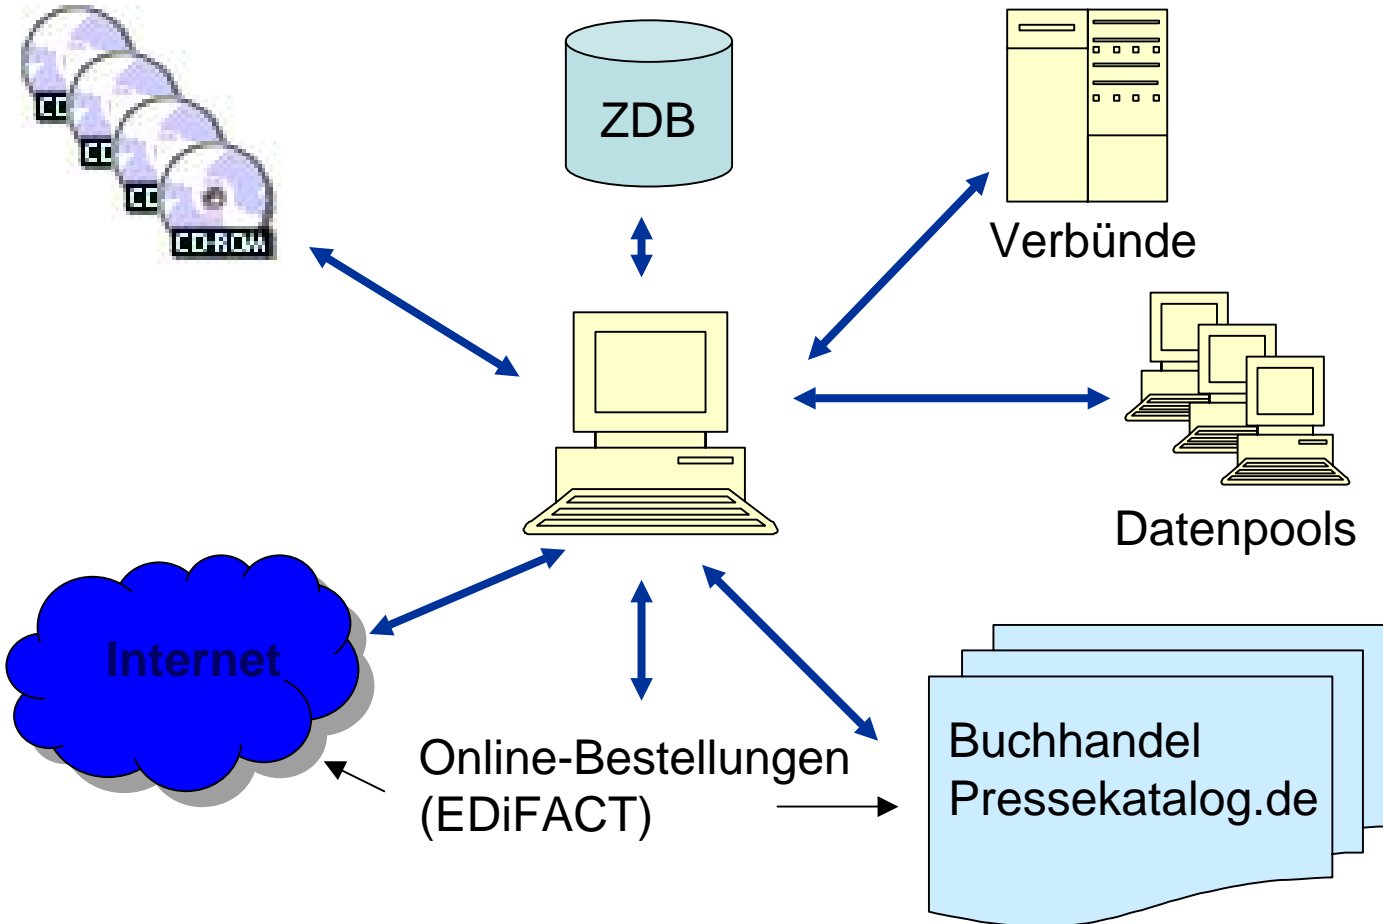 CD
CD
CD
CD-ROM
ZDB
Verbünde
Datenpools
Internet
Online-Bestellungen
(EDiFACT)
Buchhandel
Pressekatalog.de